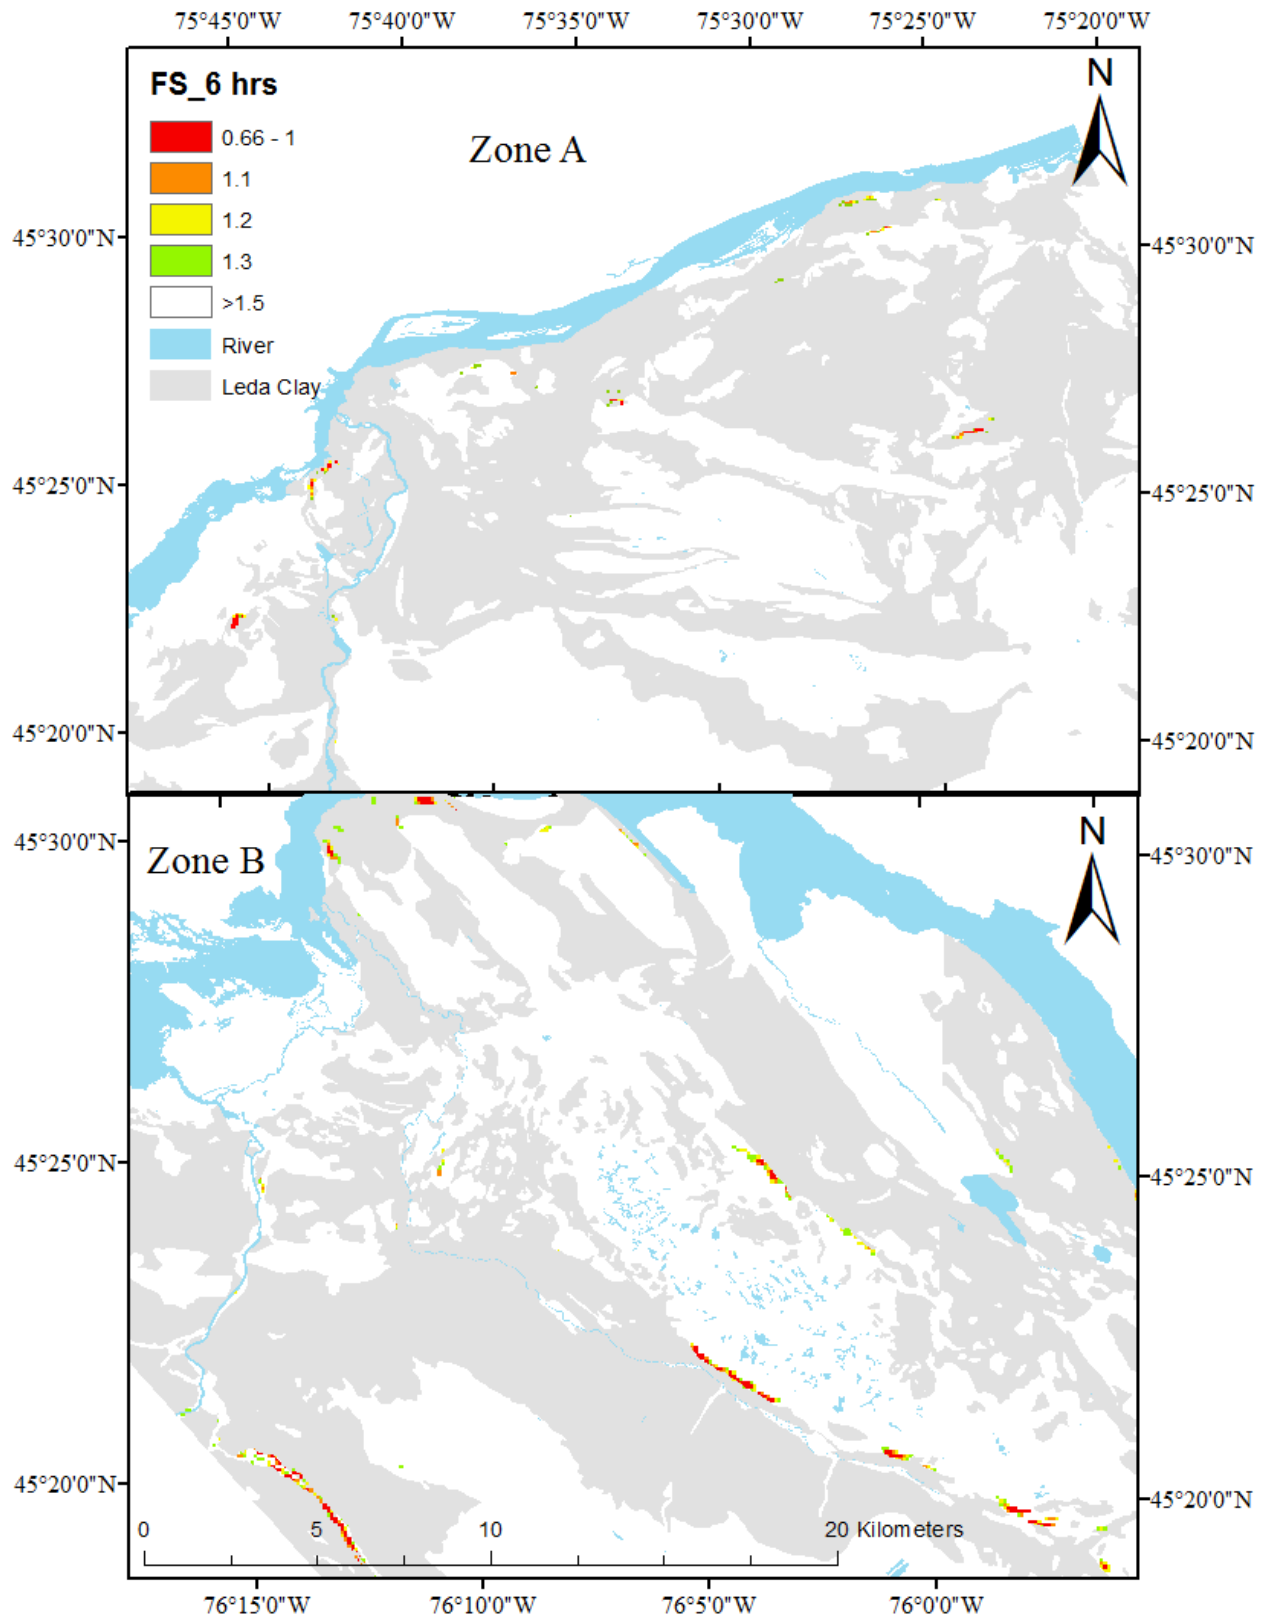 75°45'0"W 75°40'0"W 75°35'0"W 75°30'0"W 75°25'0"W 75°20'0"W
FS_6 hrs
N
0.66 - 1
Zone A
1.1
1.2
45°30'0"N
45°30'0"N
1.3
>1.5
River
Leda Clay
45°25'0"N
45°25'0"N
45°20'0"N
45°20'0"N
N
45°30'0"N
Zone B
45°30'0"N
45°25'0"N
45°25'0"N
45°20'0"N
45°20'0"N
0 5 10 20 Kilometers
76°15'0"W 76°10'0"W 76°5'0"W 76°0'0"W